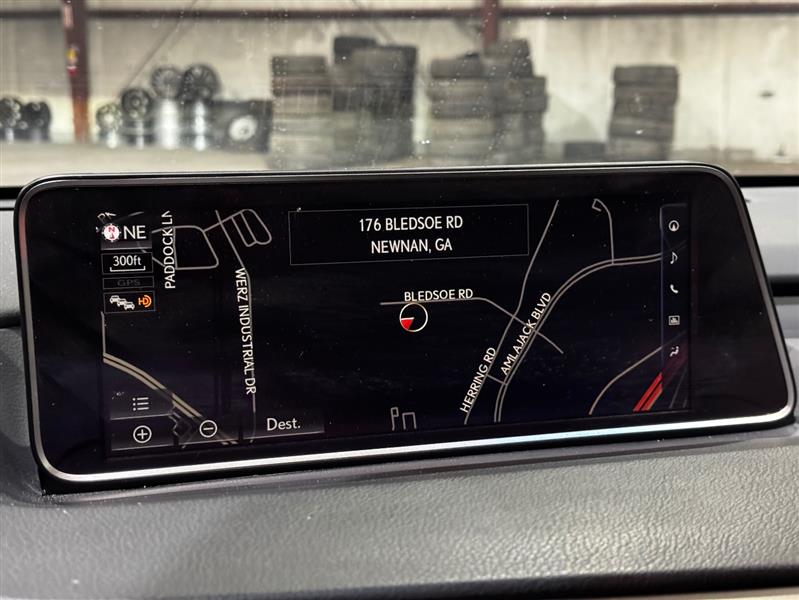 176 BLEDSOE RD
NEWNAN, GA
NE
300ft
GPS
HD
PADDOCK LN
WERZ INDUSTRIAL DR
BLEDSOE RD
HERRING RD
AMLAJACK BLVD
Dest.